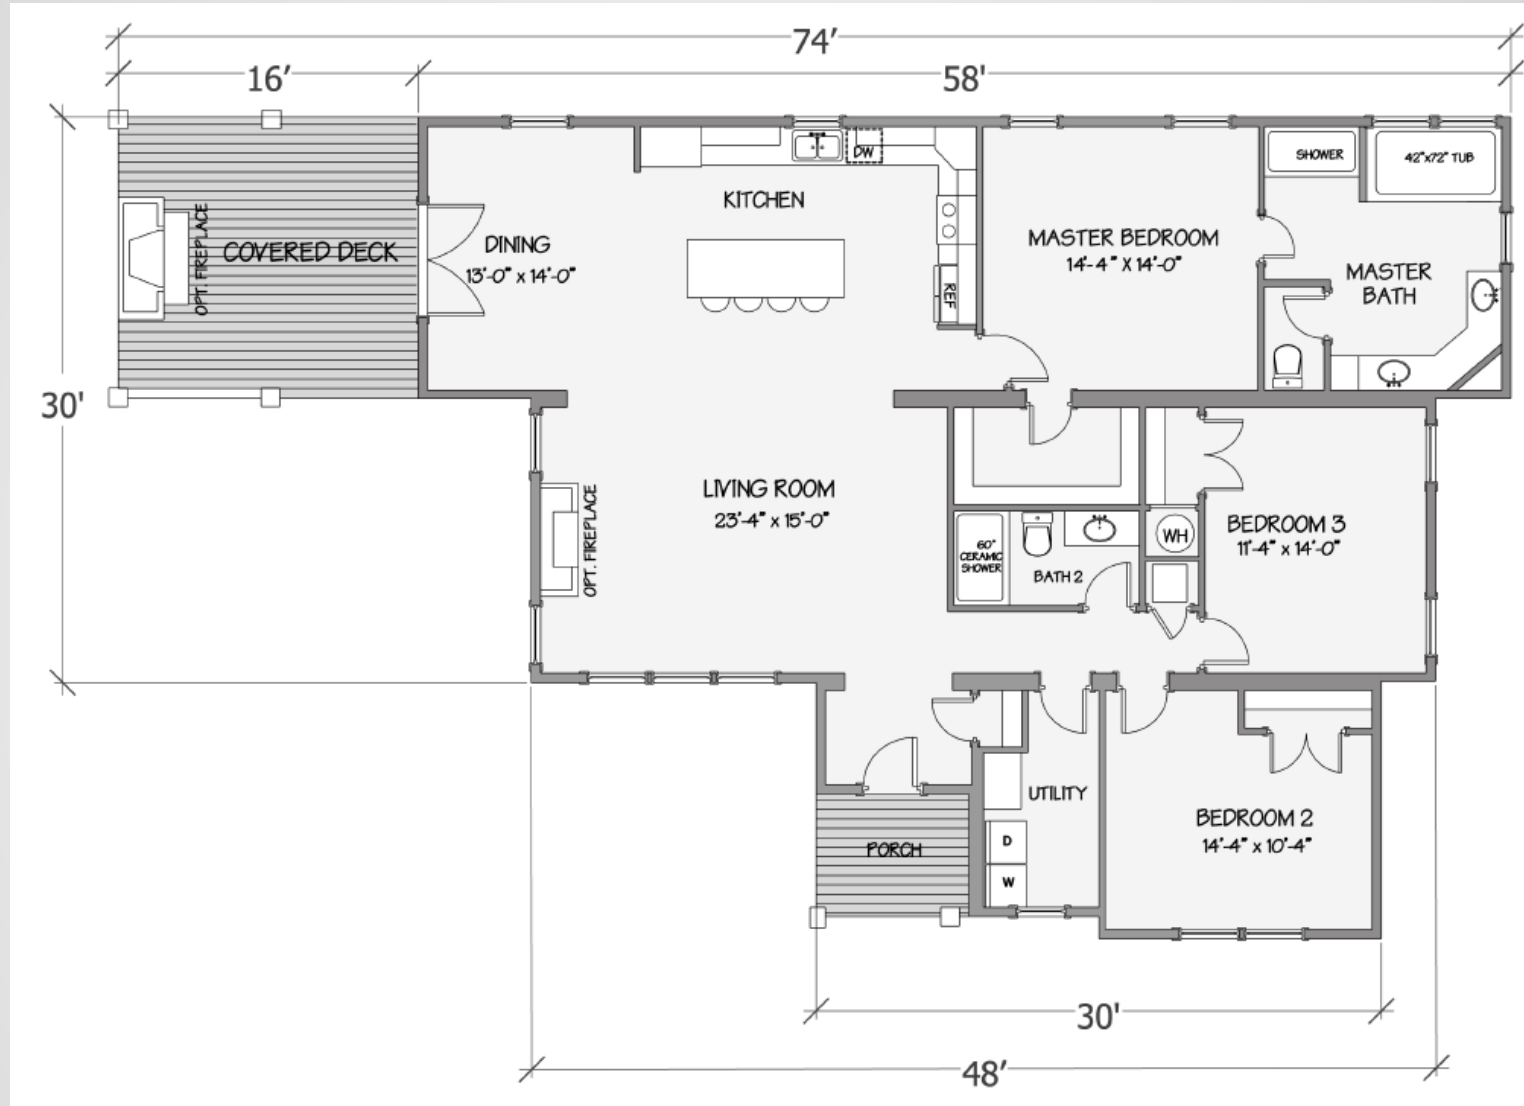 74'
16'
58'
30'
OPT. FIREPLACE
COVERED DECK
DINING
13'-0" x 14'-0"
KITCHEN
DW
REF
MASTER BEDROOM
14'-4" X 14'-0"
SHOWER
42"x72" TUB
MASTER
BATH
LIVING ROOM
23'-4" x 15'-0"
OPT. FIREPLACE
60"
CERAMIC
SHOWER
BATH 2
WH
BEDROOM 3
11'-4" x 14'-0"
PORCH
UTILITY
D
W
BEDROOM 2
14'-4" x 10'-4"
30'
48'